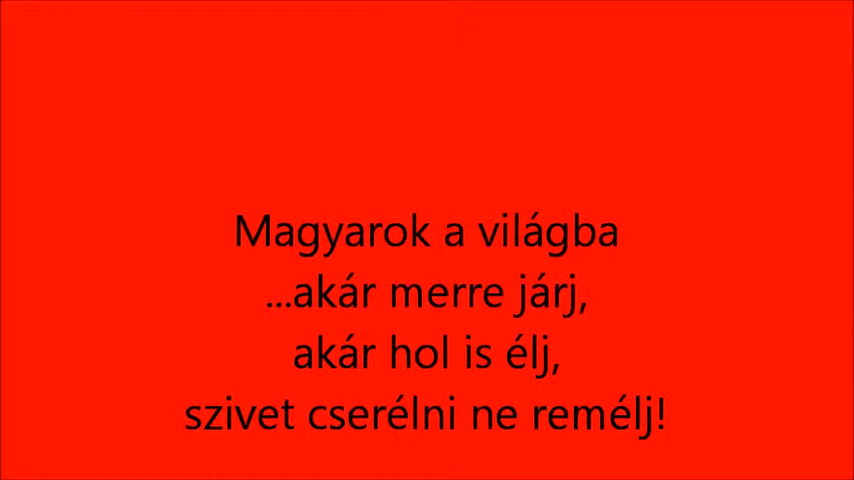 Magyarok a világba
...akár merre járj,
akár hol is élj,
szivet cserélni ne remélj!